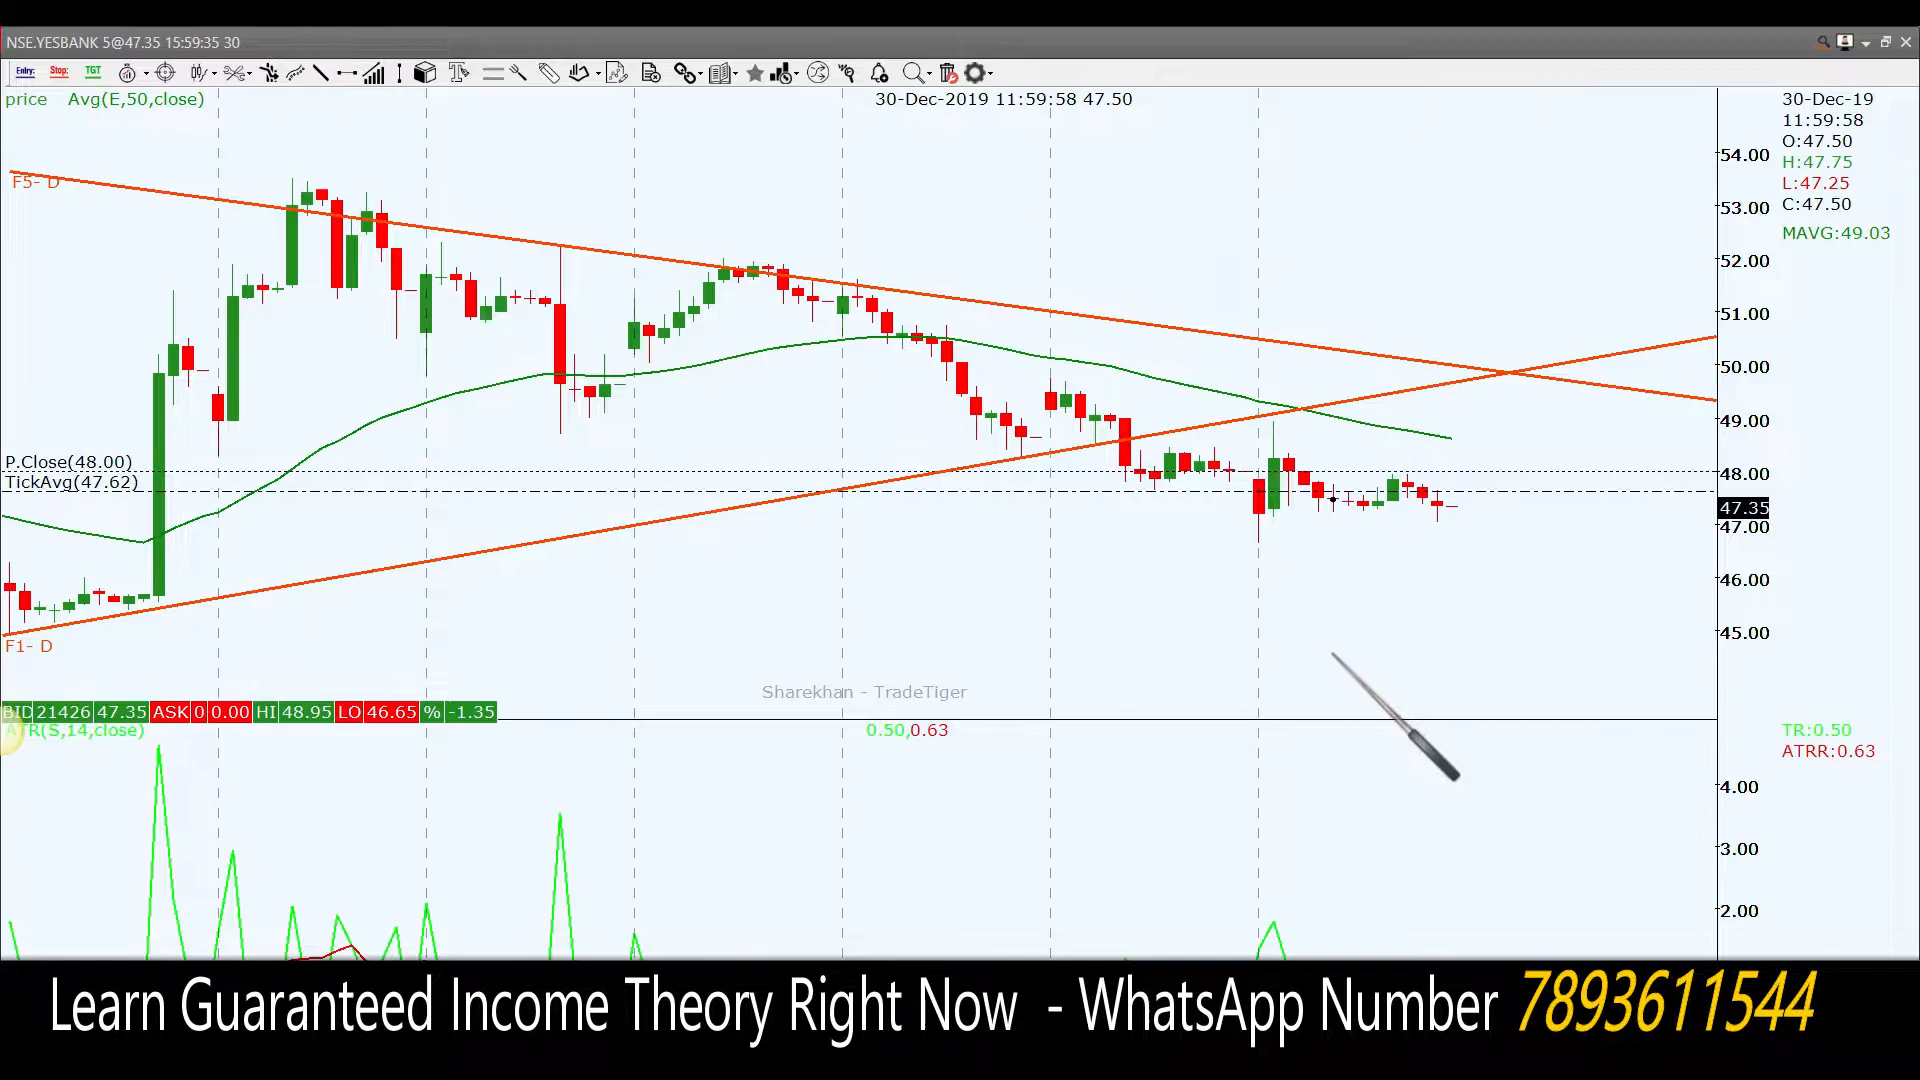 NSE.YESBANK 5@47.35 15:59:35 30
Entry: Stop: TGT
price Avg(E,50,close)
30-Dec-2019 11:59:58 47.50
30-Dec-19
11:59:58
O:47.50
H:47.75
L:47.25
C:47.50
MAVG:49.03
54.00
53.00
52.00
51.00
50.00
49.00
48.00
47.35
47.00
46.00
45.00
F5- D
P.Close(48.00)
TickAvg(47.62)
F1- D
Sharekhan - TradeTiger
BID 21426 47.35 ASK 0 0.00 HI 48.95 LO 46.65 % -1.35
ATR(S,14,close)
0.50,0.63
TR:0.50
ATRR:0.63
4.00
3.00
2.00
Learn Guaranteed Income Theory Right Now - WhatsApp Number 7893611544